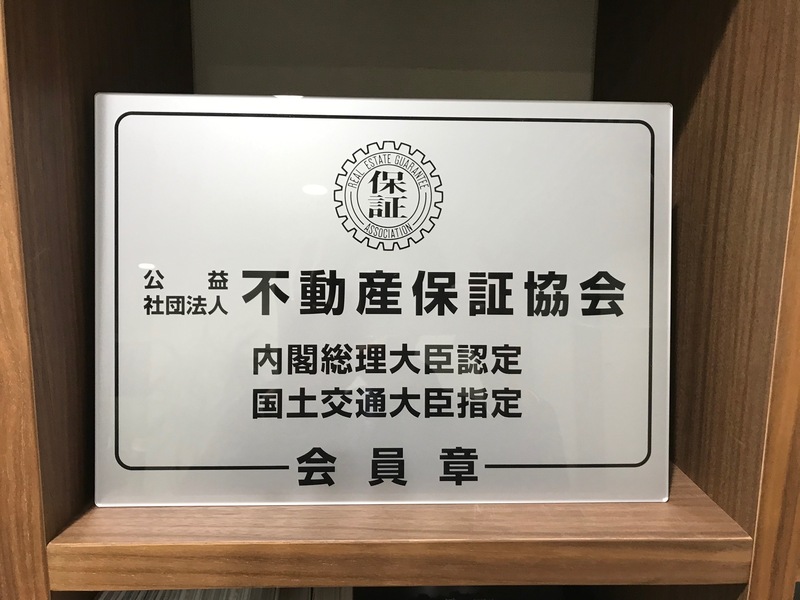 REAL ESTATE GUARANTEE
保証
ASSOCIATION
公益
社団法人
不動産保証協会
内閣総理大臣認定
国土交通大臣指定
会員章